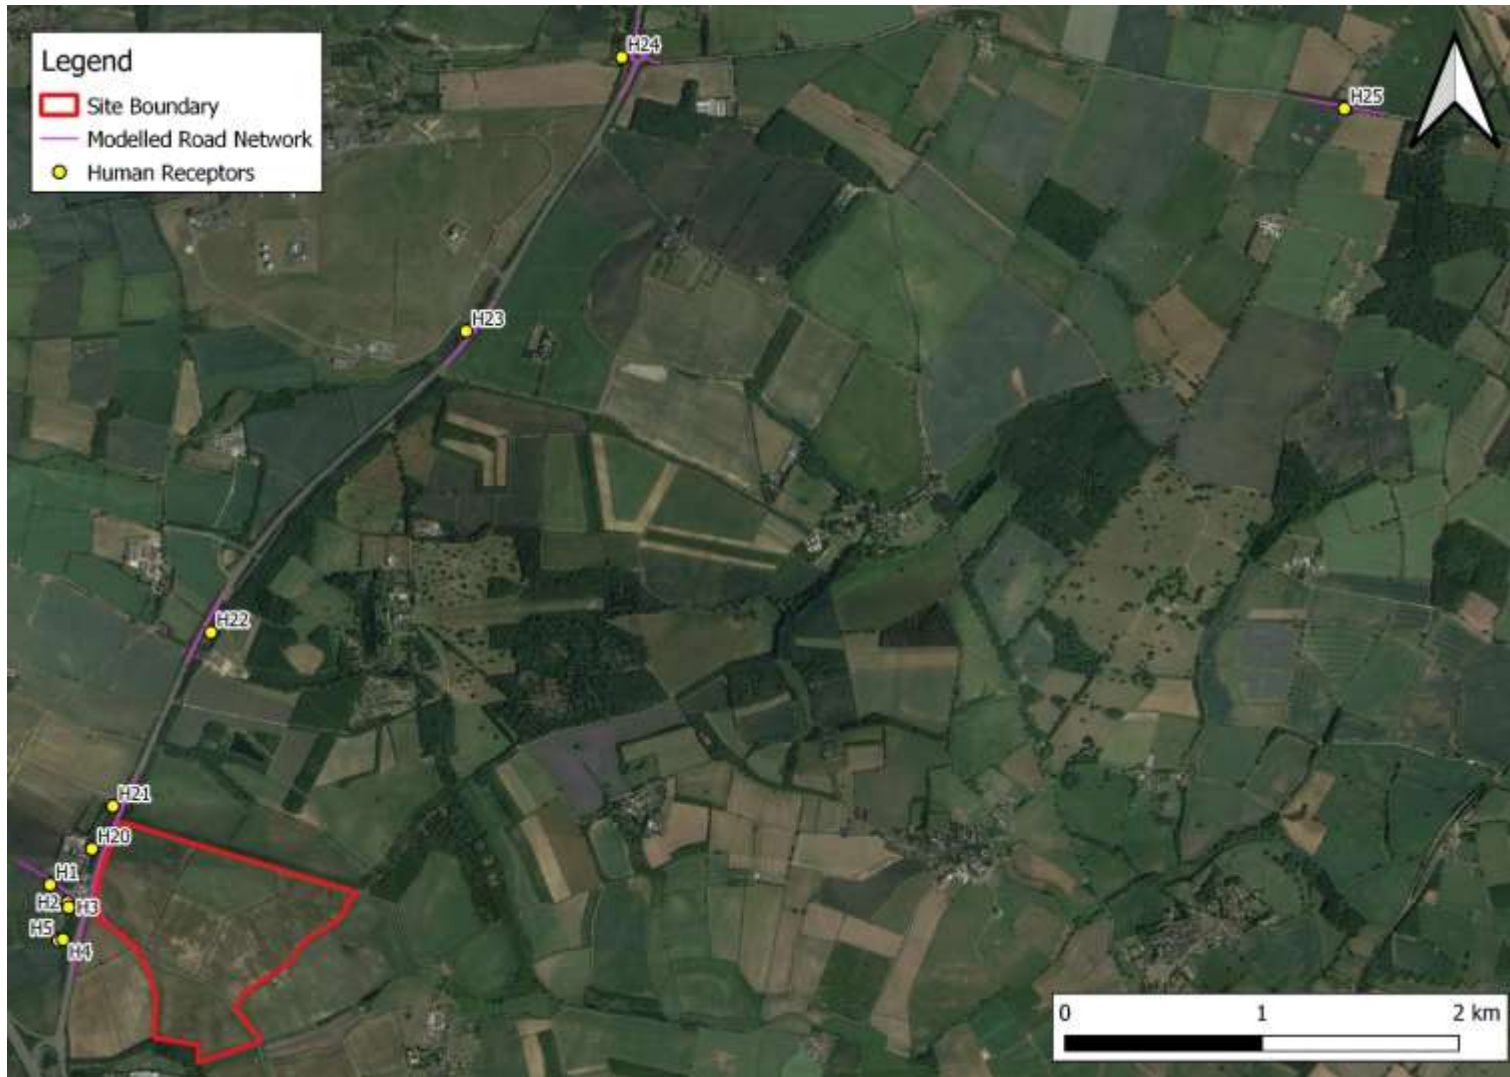 Legend
Site Boundary
Modelled Road Network
Human Receptors
H24
H25
H23
H22
H21
H20
H1
H2
H3
H5
H4
0 1 2 km